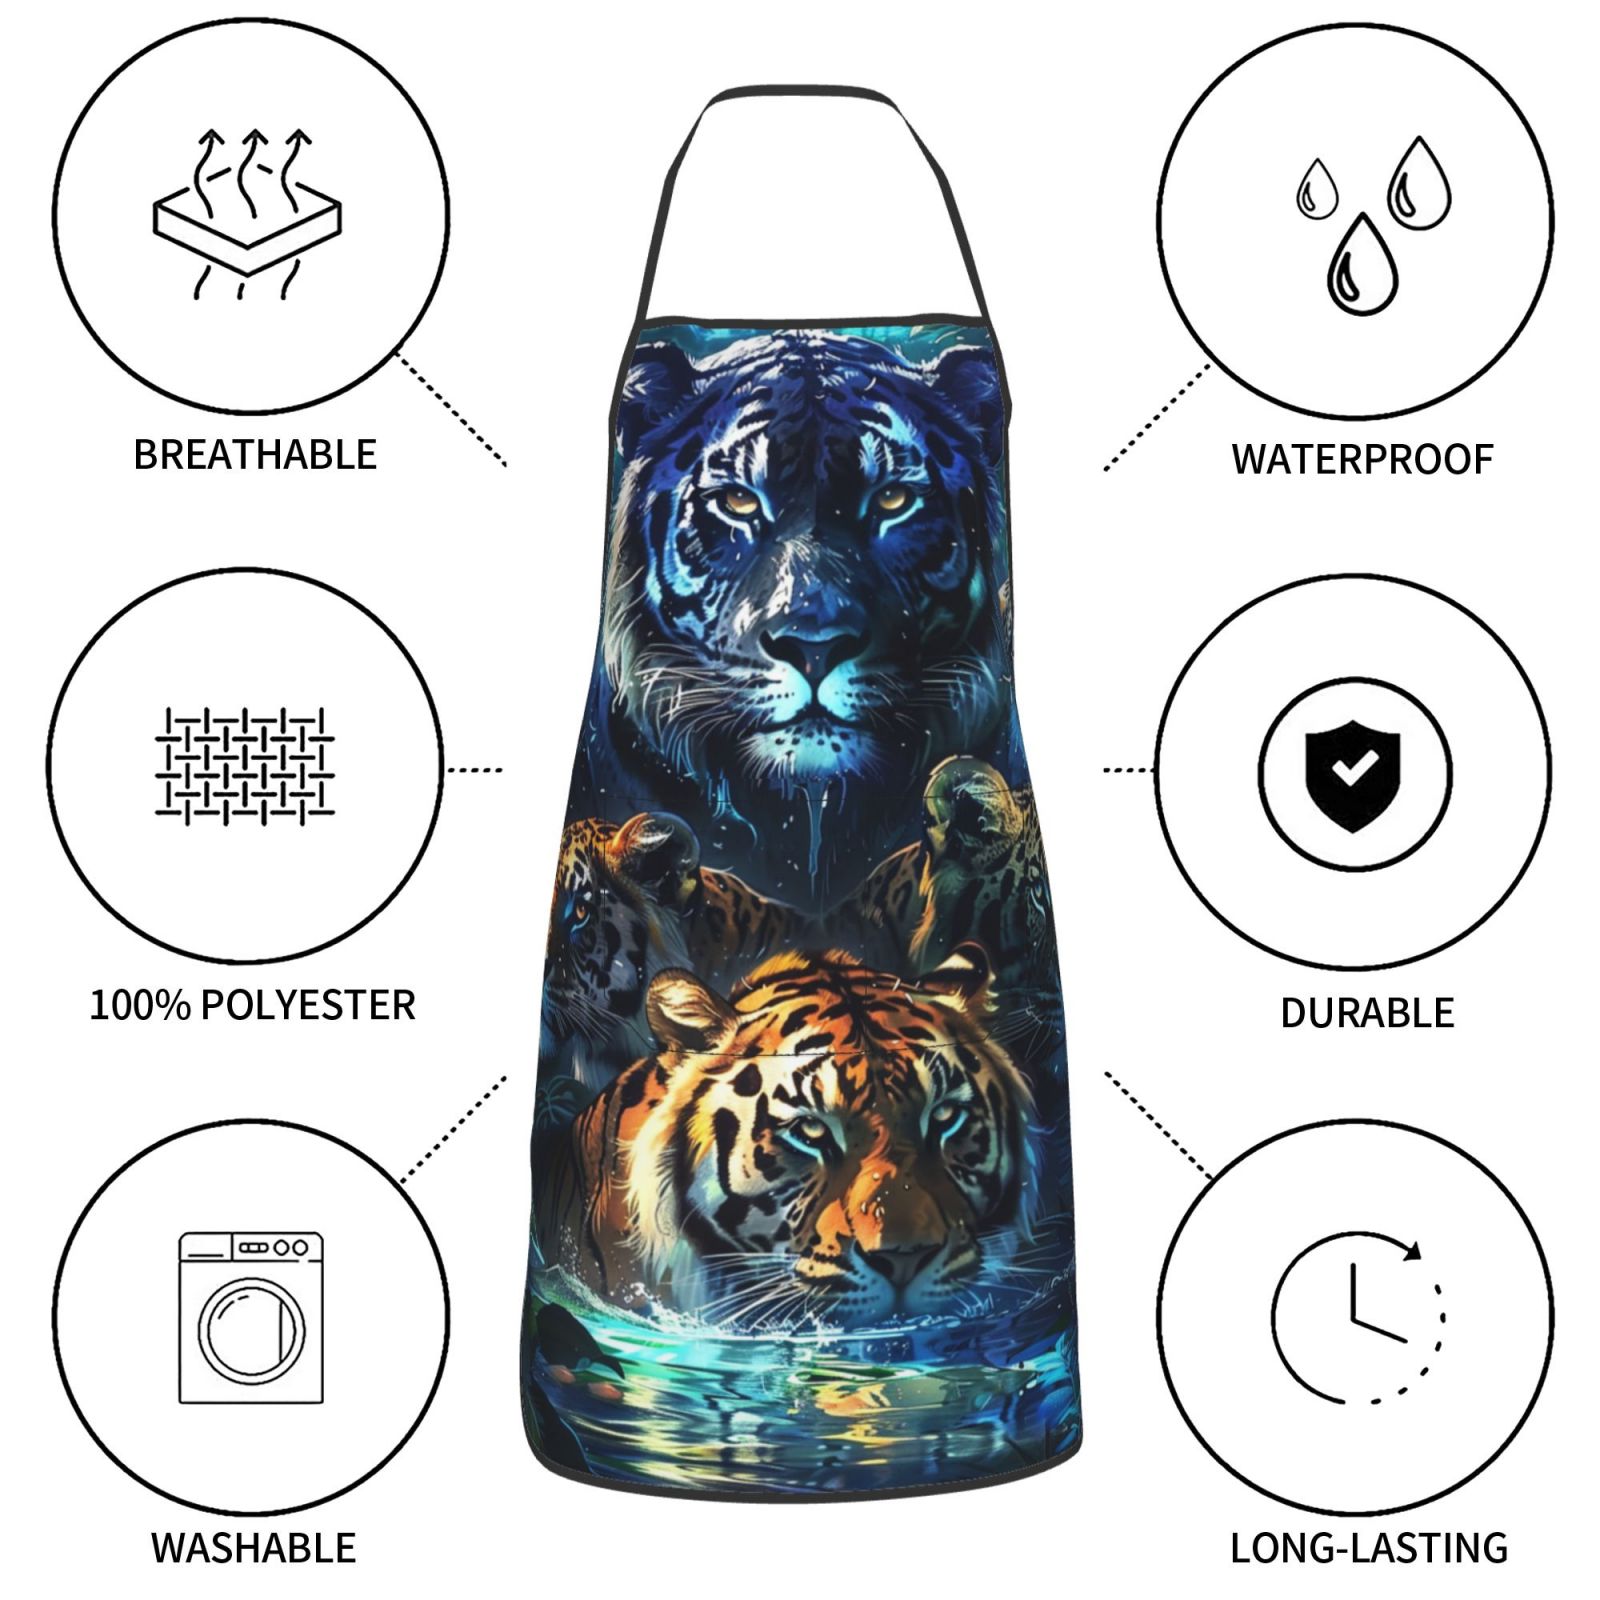 BREATHABLE
WATERPROOF
100% POLYESTER
DURABLE
WASHABLE
LONG-LASTING